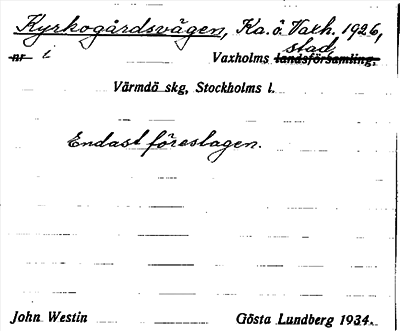 Kyrkogårdsvägen, Ka. ö. Vaxh. 1926,
stad,
nr i Vaxholms landsförsamling,
Värmdö skg, Stockholms l.
Endast föreslagen.
John Westin Gösta Lundberg 1934.